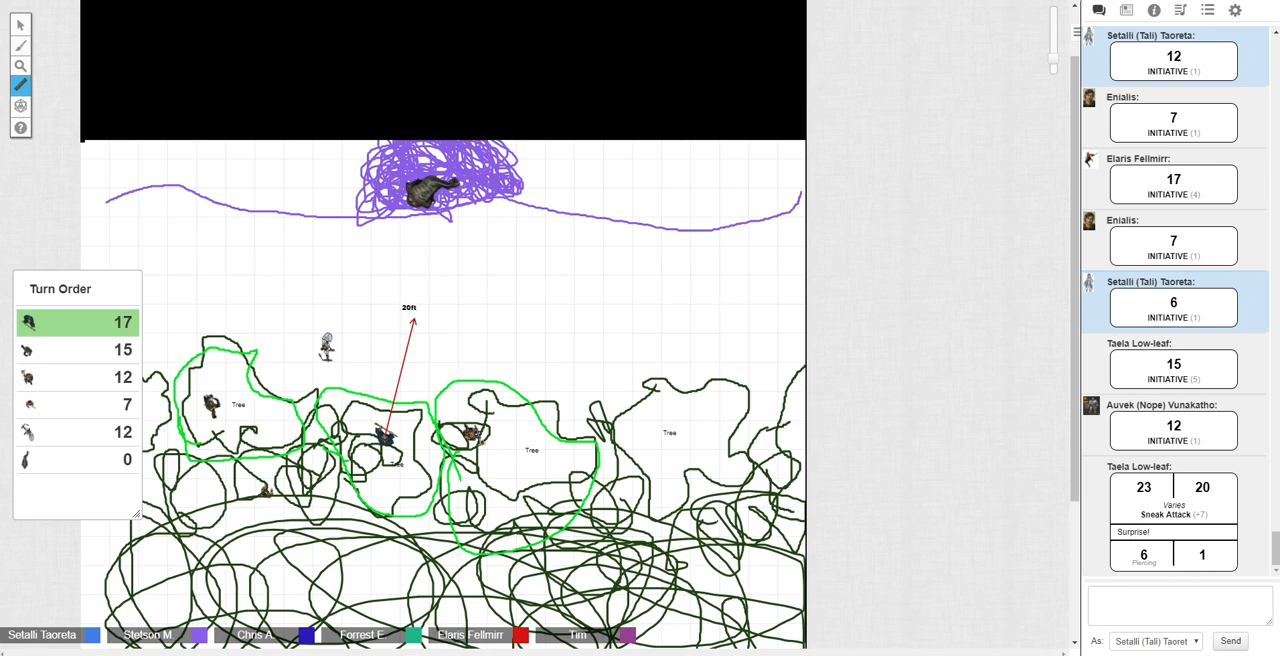 Turn Order
17
15
12
7
12
0
20ft
Tree
Tree
Tree
Tree
Setalli Taoreta
Stetson M.
Chris A.
Forrest E.
Elaris Fellmirr
Tim
Setalli (Tali) Taoreta:
12
INITIATIVE (1)
Enialis:
7
INITIATIVE (1)
Elaris Fellmirr:
17
INITIATIVE (4)
Enialis:
7
INITIATIVE (1)
Setalli (Tali) Taoreta:
6
INITIATIVE (1)
Taela Low-leaf:
15
INITIATIVE (5)
Auvek (Nope) Vunakatho:
12
INITIATIVE (1)
Taela Low-leaf:
23 20
Varies
Sneak Attack (+7)
Surprise!
6 1
Piercing
As: Setalli (Tali) Taoret Send